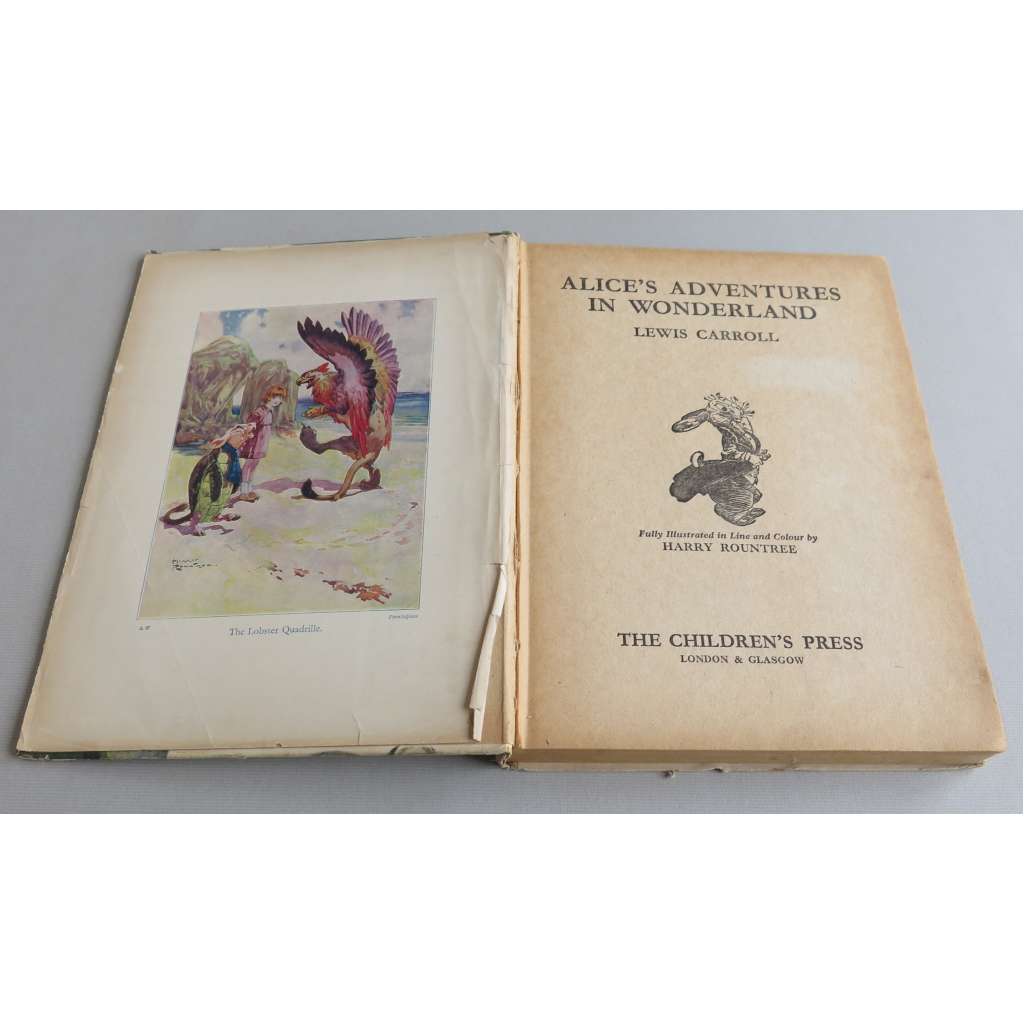 The Lobster Quadrille.
Frontispiece
ALICE'S ADVENTURES
IN WONDERLAND
LEWIS CARROLL
Fully Illustrated in Line and Colour by
HARRY ROUNTREE
THE CHILDREN'S PRESS
LONDON & GLASGOW